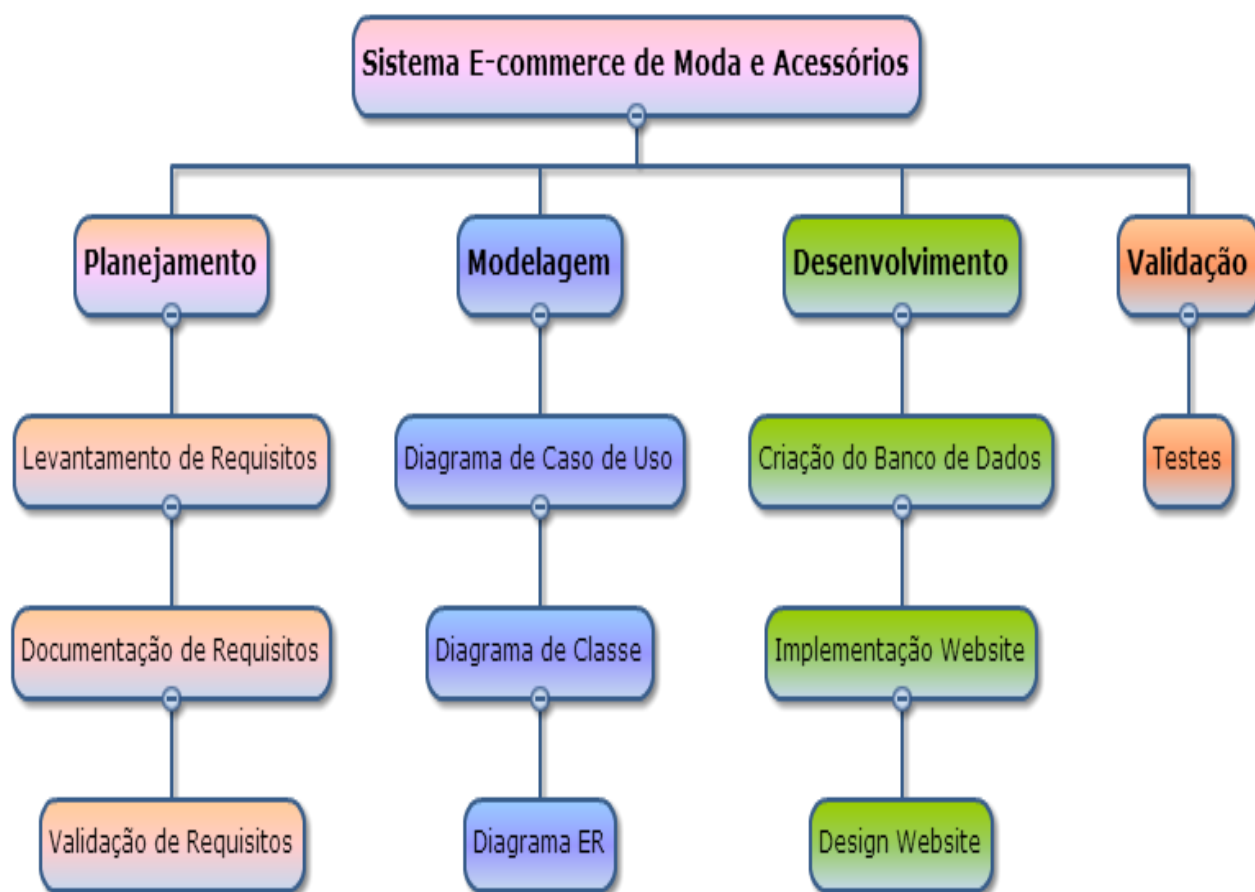 Sistema E-commerce de Moda e Acessórios
Planejamento
Modelagem
Desenvolvimento
Validação
Levantamento de Requisitos
Diagrama de Caso de Uso
Criação do Banco de Dados
Testes
Documentação de Requisitos
Diagrama de Classe
Implementação Website
Validação de Requisitos
Diagrama ER
Design Website